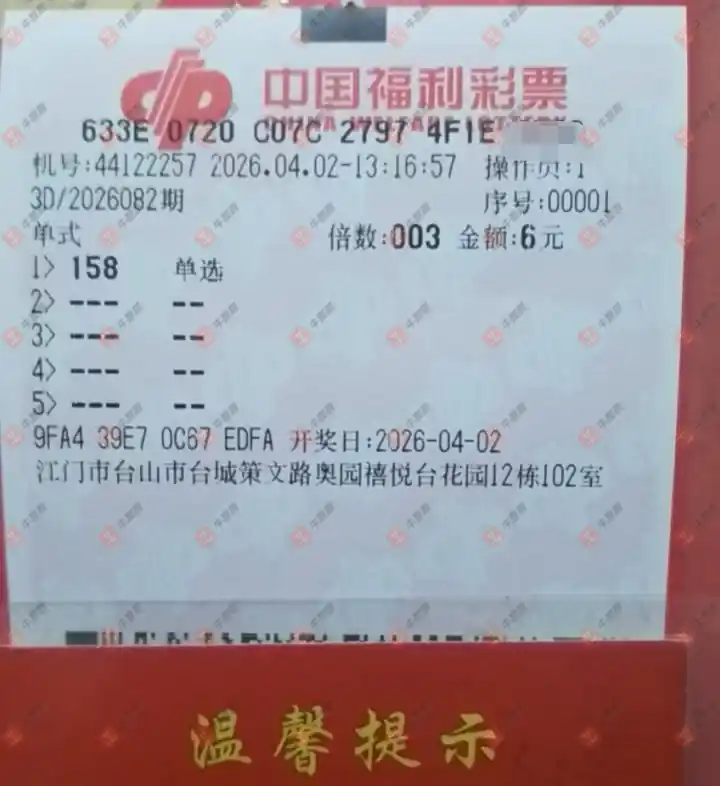 中国福利彩票
CHINA WELFARE LOTTERY
633E 0720 C07C 2797 4F1E
机号:44122257 2026.04.02-13:16:57 操作员:1
3D/2026082期 序号:00001
单式 倍数:003 金额:6元
1> 158 单选
2> --- --
3> --- --
4> --- --
5> --- --
9FA4 39E7 0C67 EDFA 开奖日:2026-04-02
江门市台山市台城策文路奥园禧悦台花园12栋102室
温馨提示